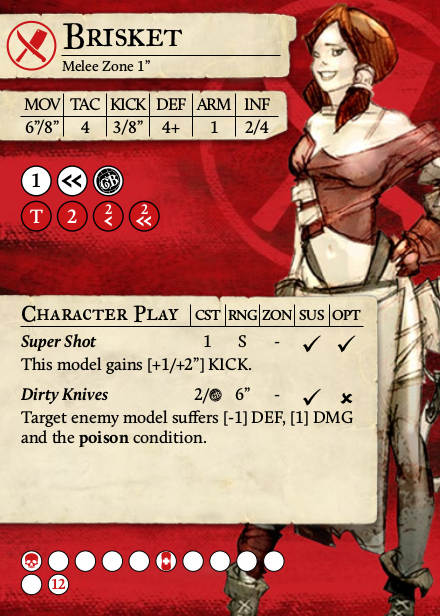 BRISKET
Melee Zone 1”
MOV TAC KICK DEF ARM INF
6”/8” 4 3/8” 4+ 1 2/4
1 << GB
T 2 2 < 2 <<
CHARACTER PLAY CST RNG ZON SUS OPT
Super Shot 1 S - ✓ ✓
This model gains [+1/+2”] KICK.
Dirty Knives 2/ 6” - ✓ ✘
Target enemy model suffers [-1] DEF, [1] DMG
and the poison condition.
12